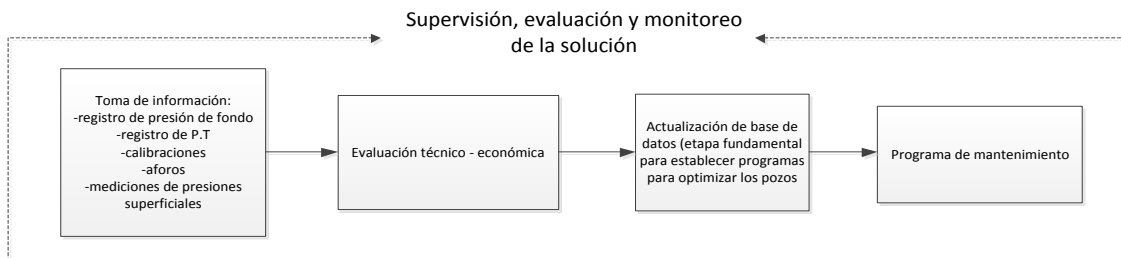 Supervisión, evaluación y monitoreo
de la solución
Toma de información:
-registro de presión de fondo
-registro de P.T
-calibraciones
-aforos
-mediciones de presiones
superficiales
Evaluación técnico - económica
Actualización de base de
datos (etapa fundamental
para establecer programas
para optimizar los pozos
Programa de mantenimiento